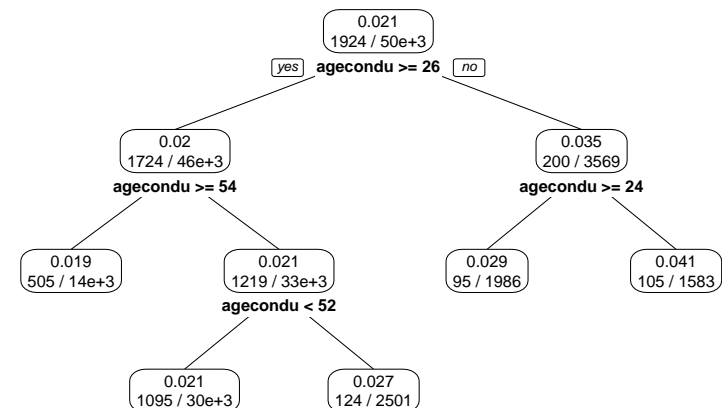 0.021
1924 / 50e+3
yes agecondu >= 26 no
0.02
1724 / 46e+3
agecondu >= 54
0.035
200 / 3569
agecondu >= 24
0.019
505 / 14e+3
0.021
1219 / 33e+3
agecondu < 52
0.029
95 / 1986
0.041
105 / 1583
0.021
1095 / 30e+3
0.027
124 / 2501